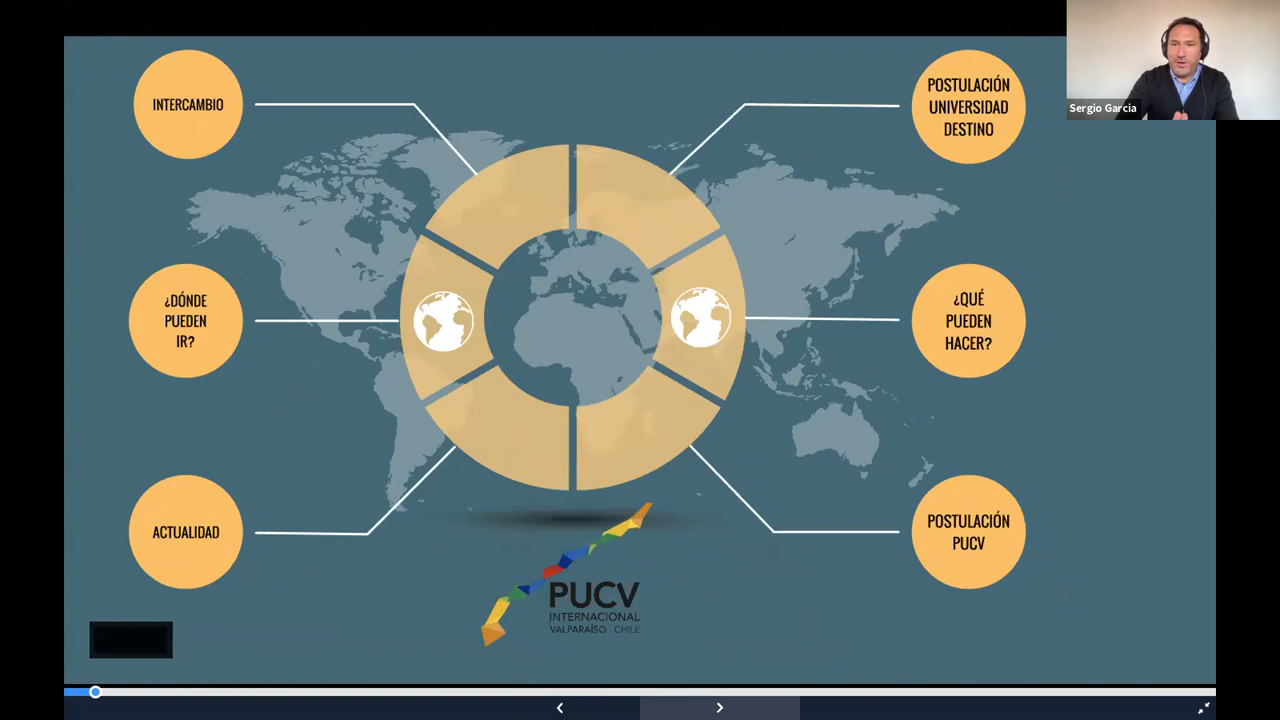 INTERCAMBIO
POSTULACIÓN
UNIVERSIDAD
DESTINO
Sergio Garcia
¿DÓNDE
PUEDEN
IR?
¿QUÉ
PUEDEN
HACER?
ACTUALIDAD
POSTULACIÓN
PUCV
PUCV
INTERNACIONAL
VALPARAÍSO CHILE